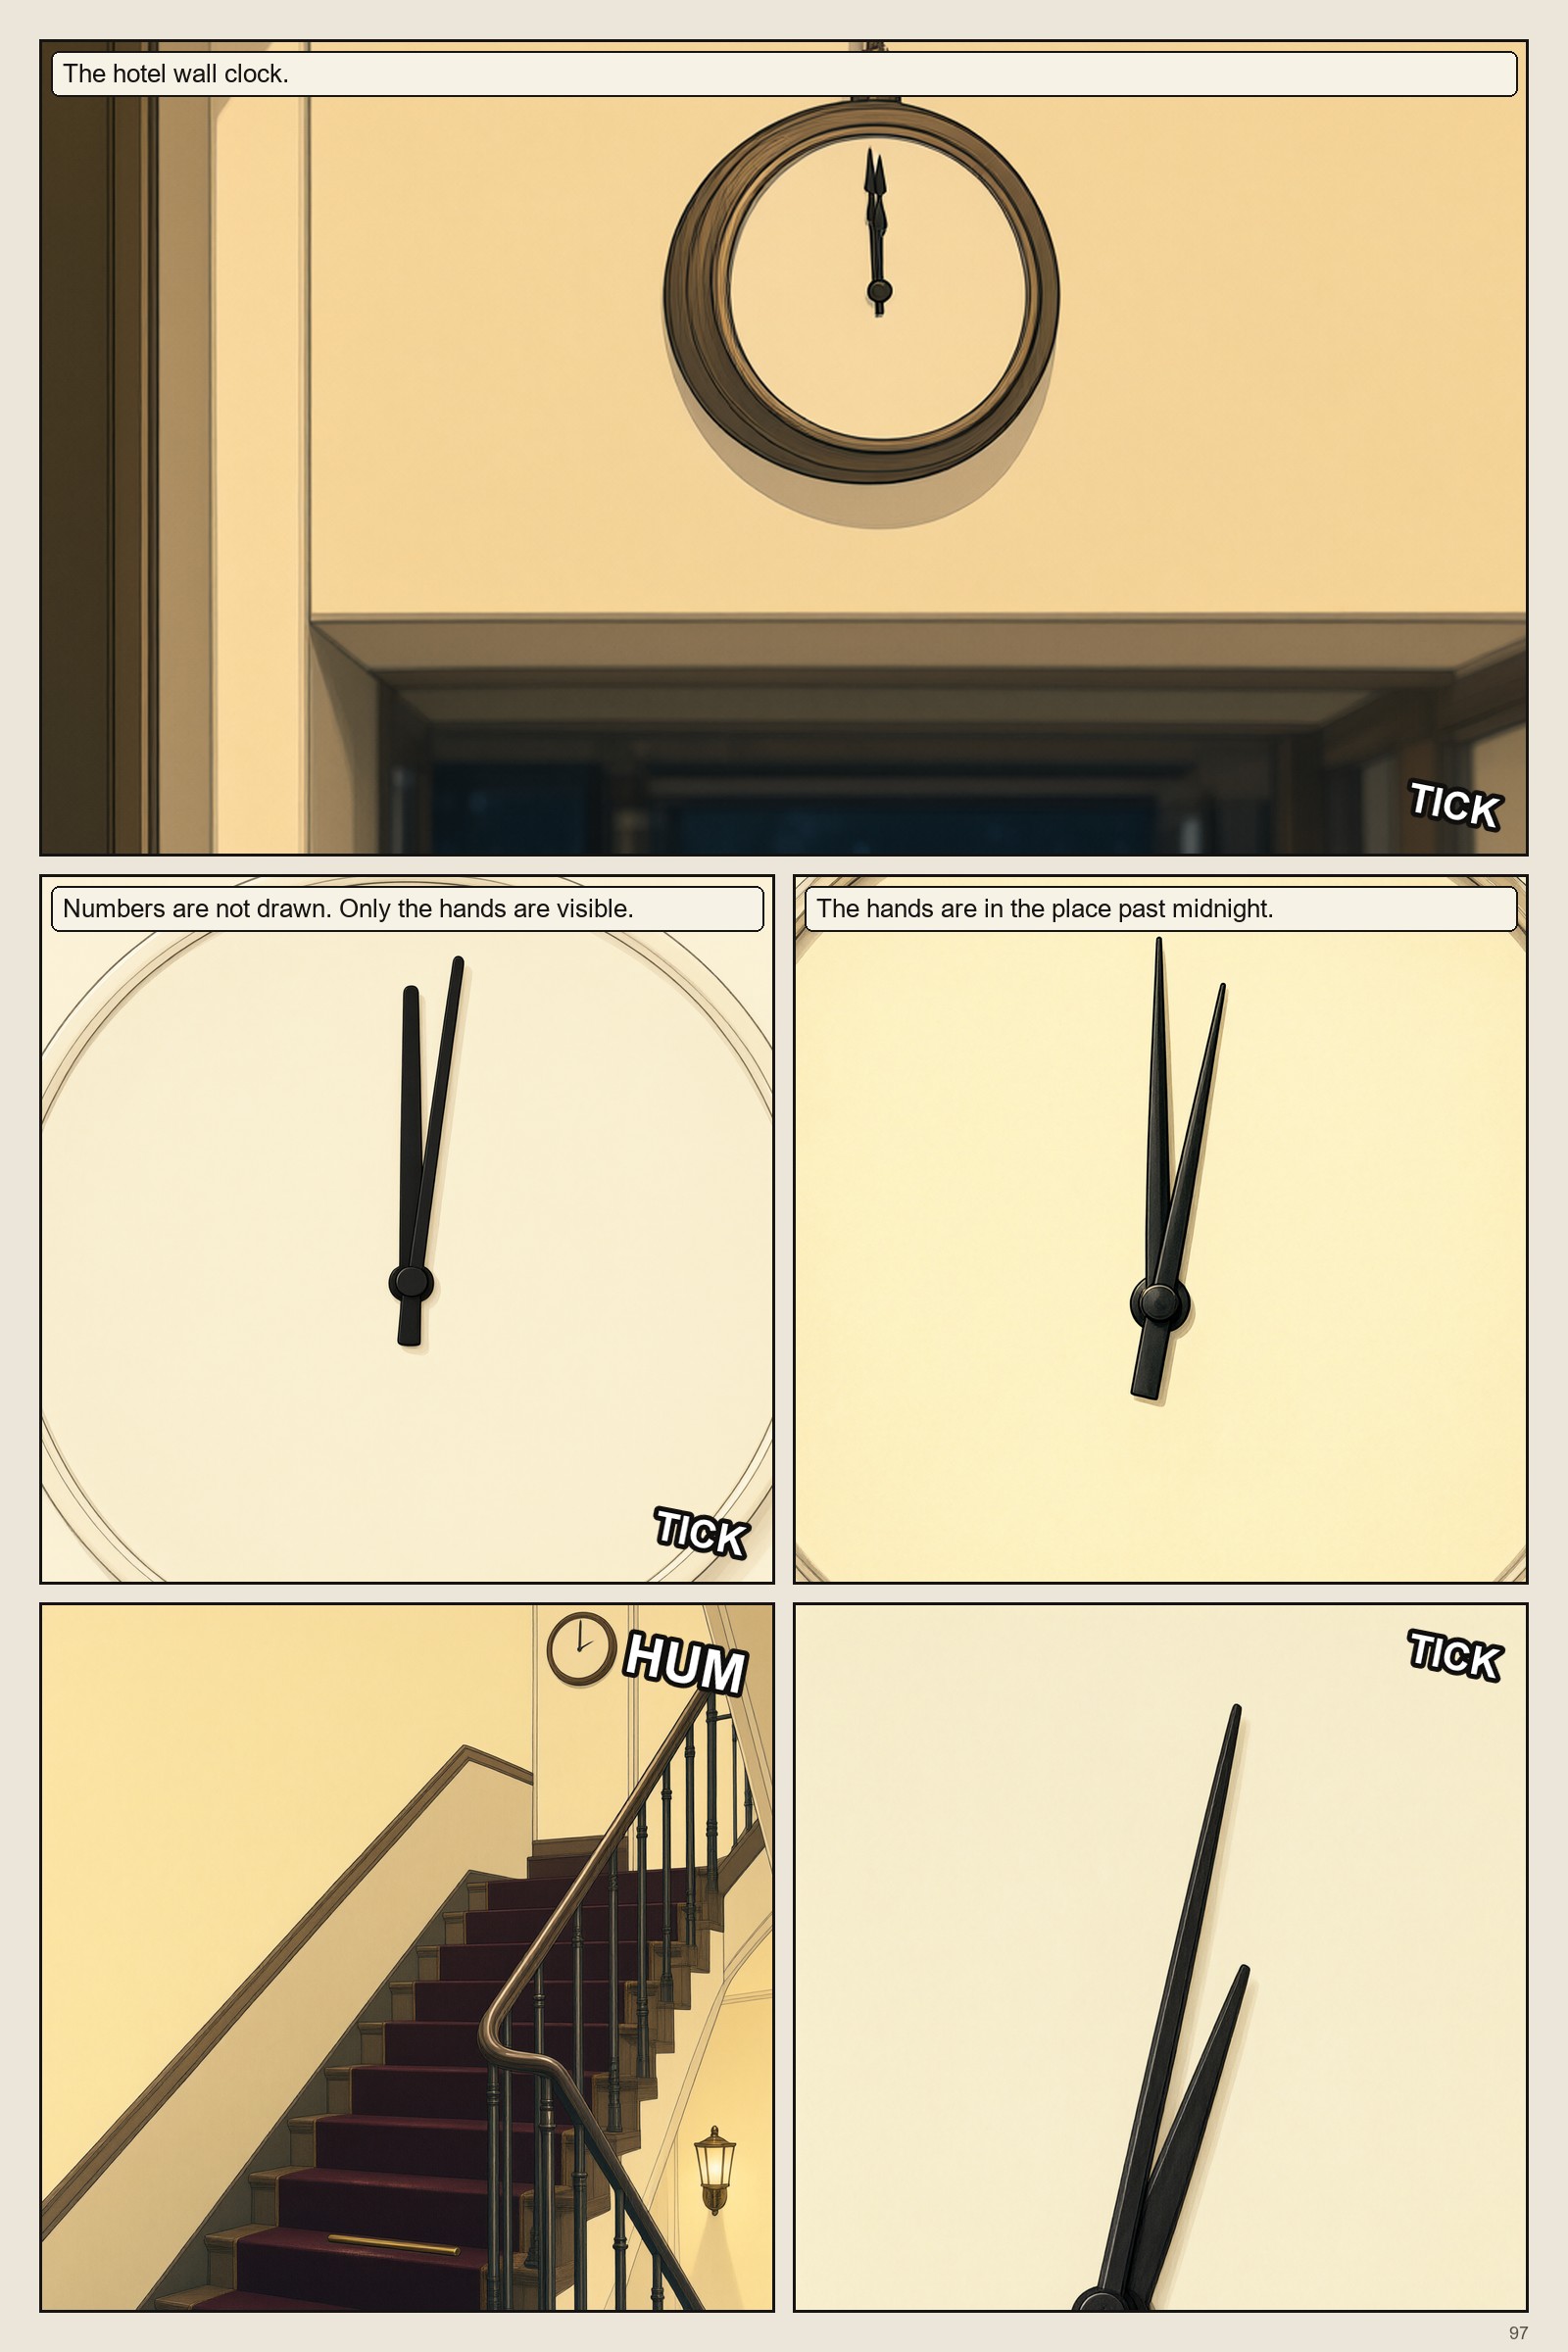 The hotel wall clock.
TICK
Numbers are not drawn. Only the hands are visible.
TICK
The hands are in the place past midnight.
HUM
TICK
97